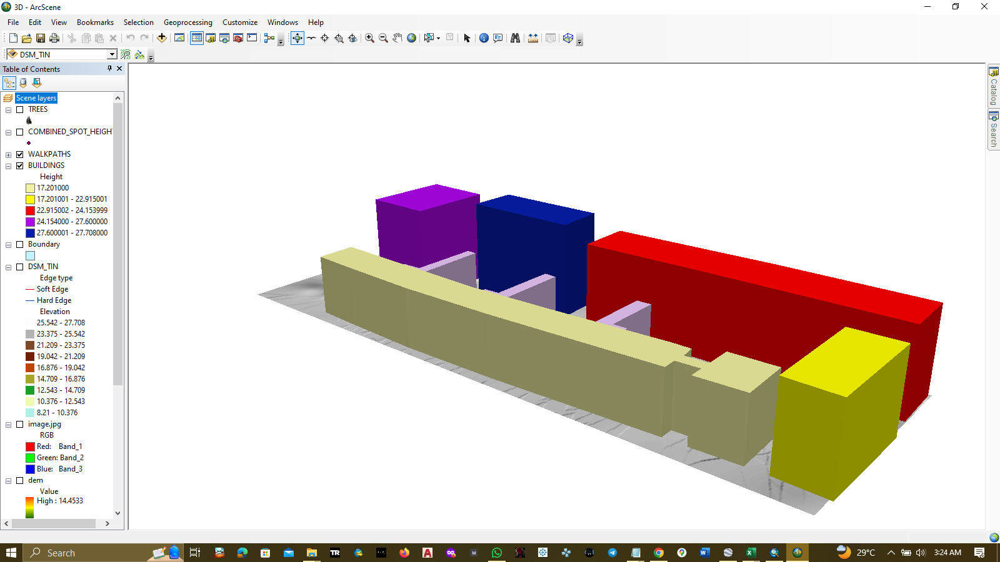 3D - ArcScene
File Edit View Bookmarks Selection Geoprocessing Customize Windows Help
DSM_TIN
Table of Contents
Scene layers
TREES
COMBINED_SPOT_HEIGH
WALKPATHS
BUILDINGS
Height
17.201000
17.201001 - 22.915001
22.915002 - 24.153999
24.154000 - 27.600000
27.600001 - 27.708000
Boundary
DSM_TIN
Edge type
Soft Edge
Hard Edge
Elevation
25.542 - 27.708
23.375 - 25.542
21.209 - 23.375
19.042 - 21.209
16.876 - 19.042
14.709 - 16.876
12.543 - 14.709
10.376 - 12.543
8.21 - 10.376
image.jpg
RGB
Red: Band_1
Green: Band_2
Blue: Band_3
dem
Value
High : 14.4533
Catalog
Search
Search
TR
M
29°C
3:24 AM